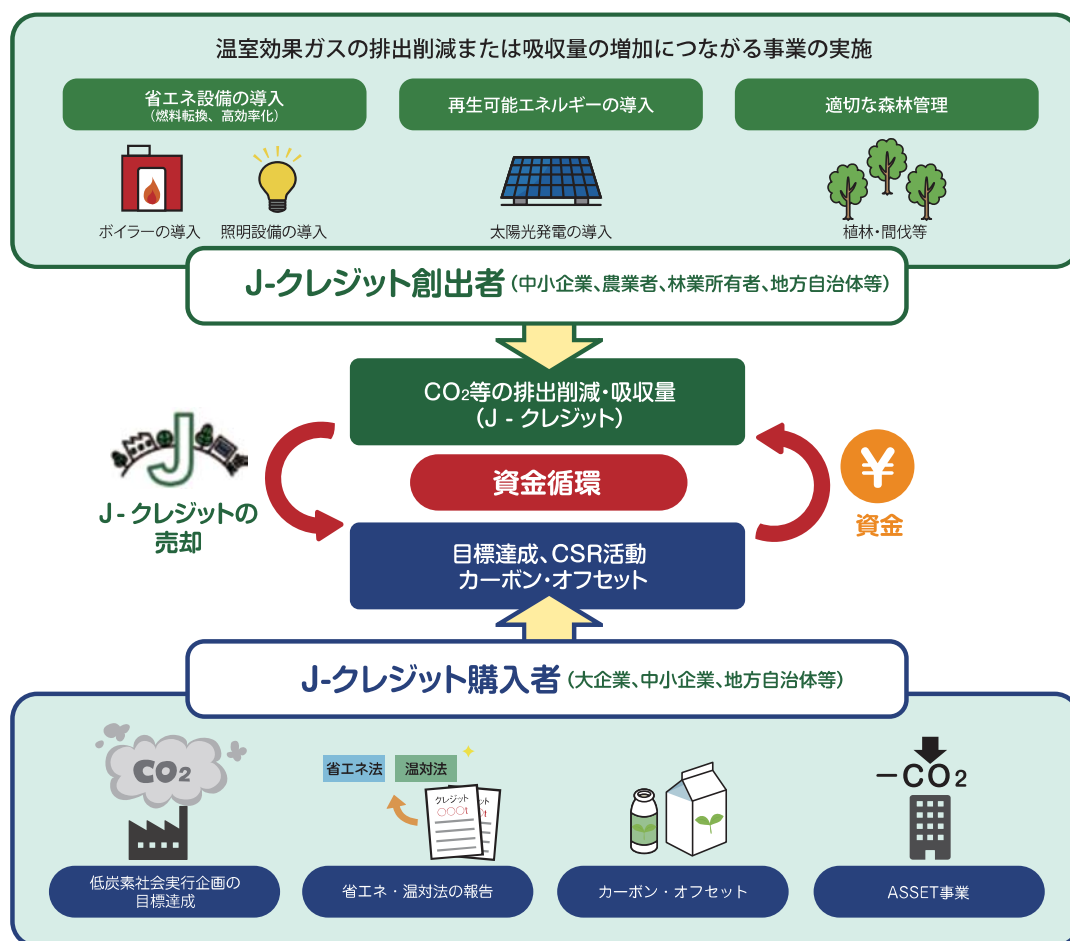 温室効果ガスの排出削減または吸収量の増加につながる事業の実施
省エネ設備の導入
(燃料転換、高効率化)
再生可能エネルギーの導入
適切な森林管理
ボイラーの導入
照明設備の導入
太陽光発電の導入
植林・間伐等
J-クレジット創出者(中小企業、農業者、林業所有者、地方自治体等)
CO₂等の排出削減・吸収量
(J - クレジット)
J
J - クレジットの
売却
資金循環
¥
資金
目標達成、CSR活動
カーボン・オフセット
J-クレジット購入者(大企業、中小企業、地方自治体等)
CO₂
省エネ法
温対法
クレジット
○○○t
ット
t
−CO₂
低炭素社会実行企画の
目標達成
省エネ・温対法の報告
カーボン・オフセット
ASSET事業